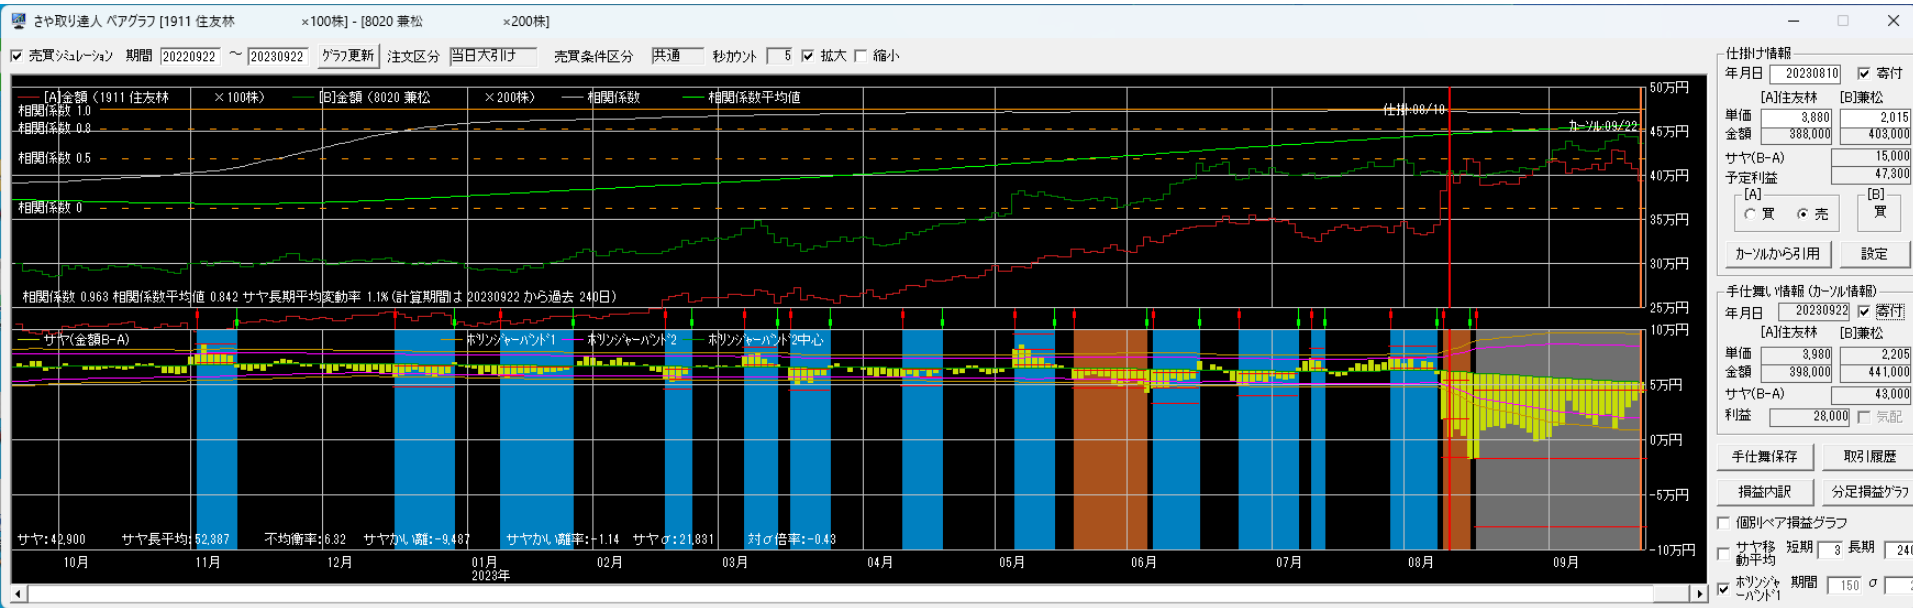 さや取り達人 ペアグラフ [1911 住友林 ×100株] - [8020 兼松 ×200株]
売買シミュレーション 期間 20220922 ～ 20230922 グラフ更新 注文区分 当日大引け 売買条件区分 共通 秒カウント 5 拡大 縮小
[A]金額 (1911 住友林 ×100株) [B]金額 (8020 兼松 ×200株) 相関係数 相関係数平均値
相関係数 1.0
相関係数 0.8
相関係数 0.5
相関係数 0
仕掛:08/10
カーソル:09/22
50万円
45万円
40万円
35万円
30万円
25万円
相関係数 0.963 相関係数平均値 0.842 サヤ長期平均変動率 1.1% (計算期間は 20230922 から過去 240日)
サヤ(金額B-A) ボリンジャーバンド1 ボリンジャーバンド2 ボリンジャーバンド2中心
10万円
5万円
0万円
-5万円
-10万円
サヤ:42,900 サヤ長平均:52,387 不均衡率:6.82 サヤかい離:-9,487 サヤかい離率:-1.14 サヤσ:21,831 対σ倍率:-0.43
10月 11月 12月 01月 02月 03月 04月 05月 06月 07月 08月 09月
2023年
仕掛け情報
年月日 20230810 寄付
[A]住友林 [B]兼松
単価 3,880 2,015
金額 388,000 403,000
サヤ(B-A) 15,000
予定利益 47,300
[A] [B]
買 売 買
カーソルから引用 設定
手仕舞い情報 (カーソル情報)
年月日 20230922 寄付
[A]住友林 [B]兼松
単価 3,980 2,205
金額 398,000 441,000
サヤ(B-A) 43,000
利益 28,000 気配
手仕舞保存 取引履歴
損益内訳 分足損益グラフ
個別ペア損益グラフ
サヤ移動平均 短期 3 長期 240
ボリンジャーバンド1 期間 150 σ